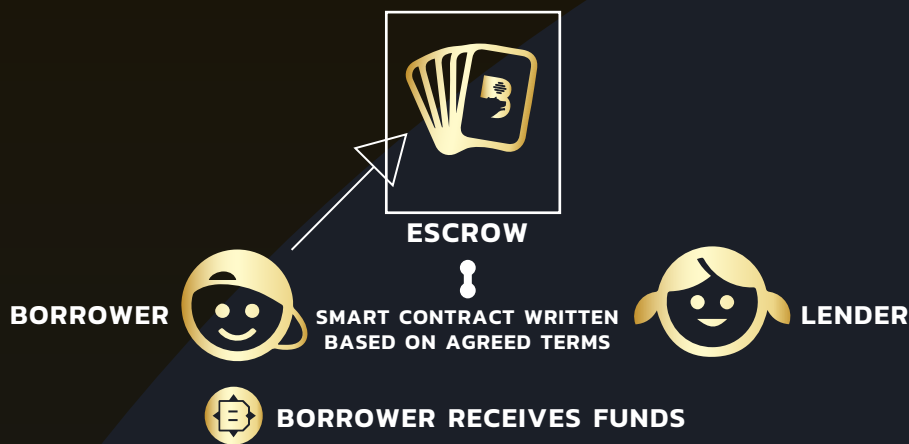 ESCROW
BORROWER
SMART CONTRACT WRITTEN
BASED ON AGREED TERMS
LENDER
BORROWER RECEIVES FUNDS